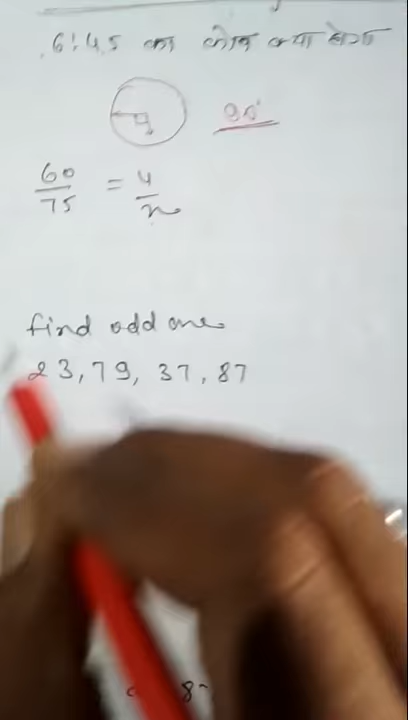 6:45 का कोण क्या होगा
90°
60/75 = 4/x
find odd one
23, 79, 37, 87